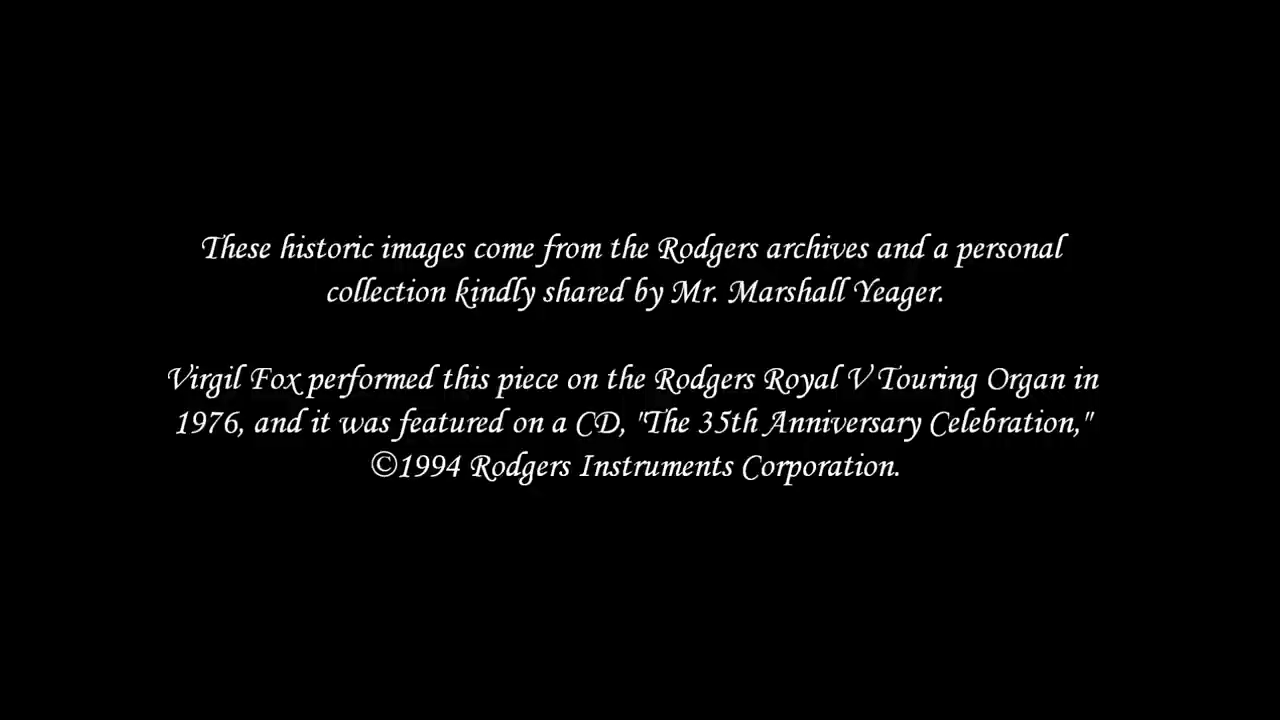 These historic images come from the Rodgers archives and a personal
collection kindly shared by Mr. Marshall Yeager.
Virgil Fox performed this piece on the Rodgers Royal V Touring Organ in
1976, and it was featured on a CD, "The 35th Anniversary Celebration,"
©1994 Rodgers Instruments Corporation.